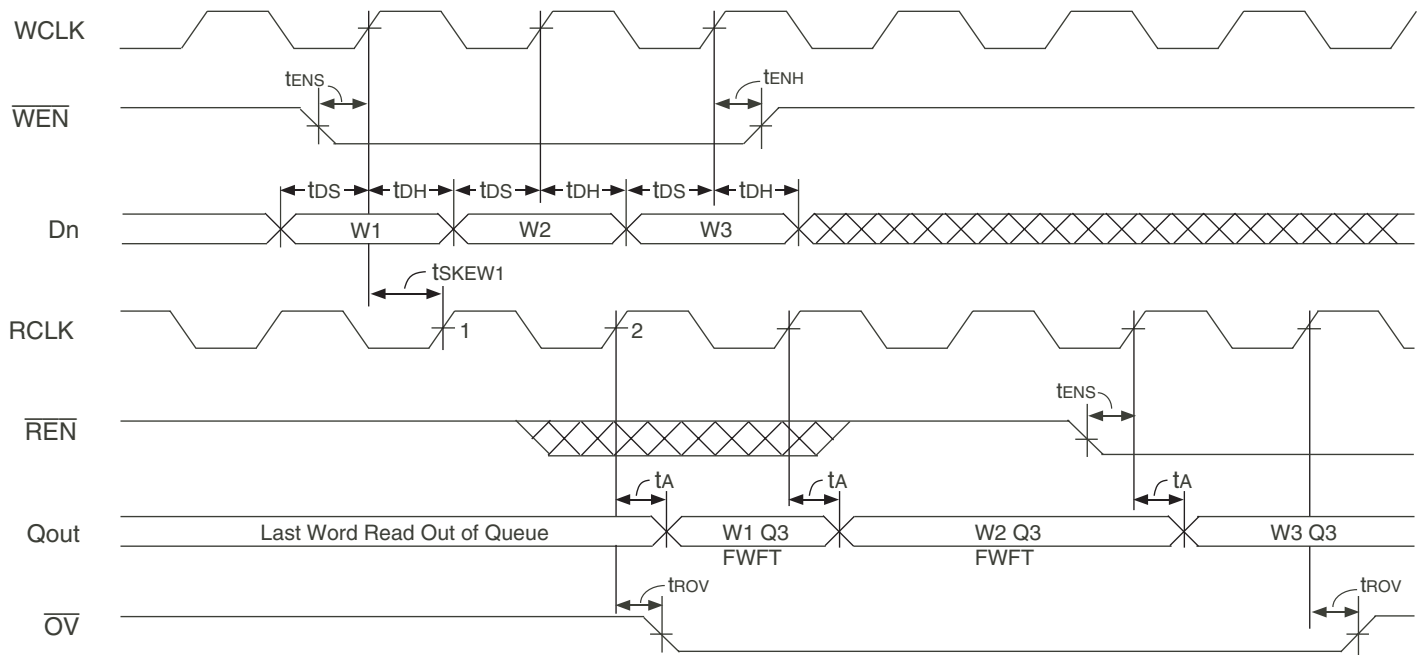 WCLK
tENS
tENH
WEN
tDS tDH tDS tDH tDS tDH
Dn
W1 W2 W3
tSKEW1
RCLK
1 2
tENS
REN
tA tA tA
Qout
Last Word Read Out of Queue W1 Q3 W2 Q3 W3 Q3
FWFT FWFT
tROV tROV
OV